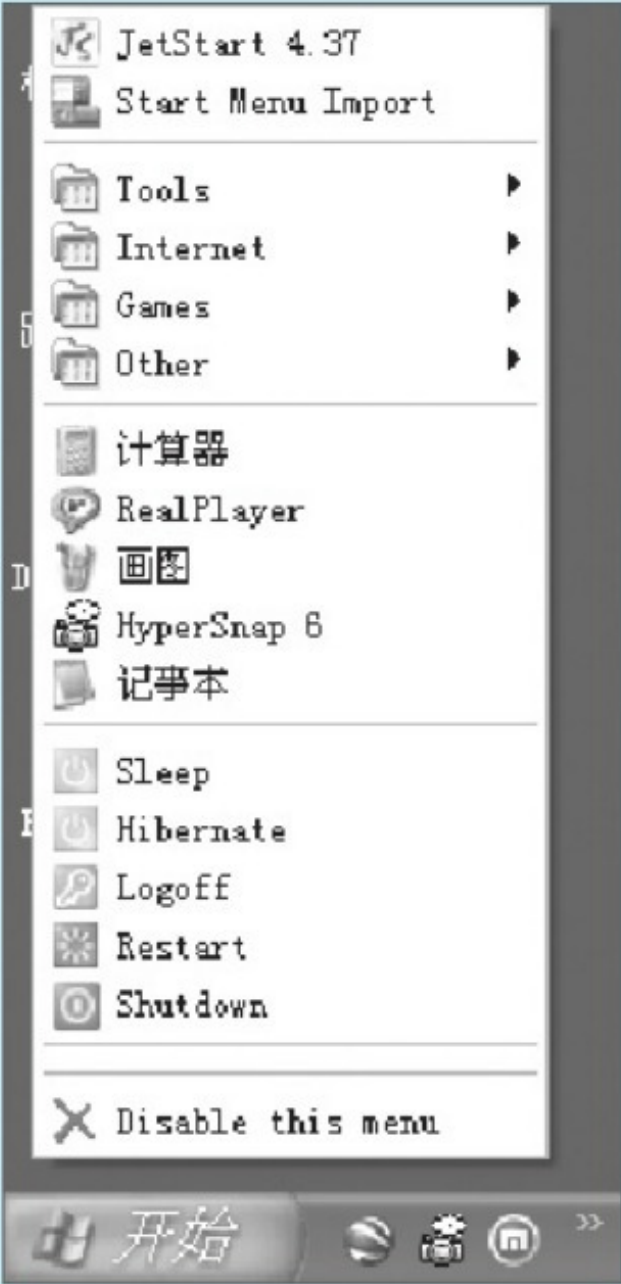 JetStart 4.37
Start Menu Import
Tools
Internet
Games
Other
计算器
RealPlayer
画图
HyperSnap 6
记事本
Sleep
Hibernate
Logoff
Restart
Shutdown
Disable this menu
开始